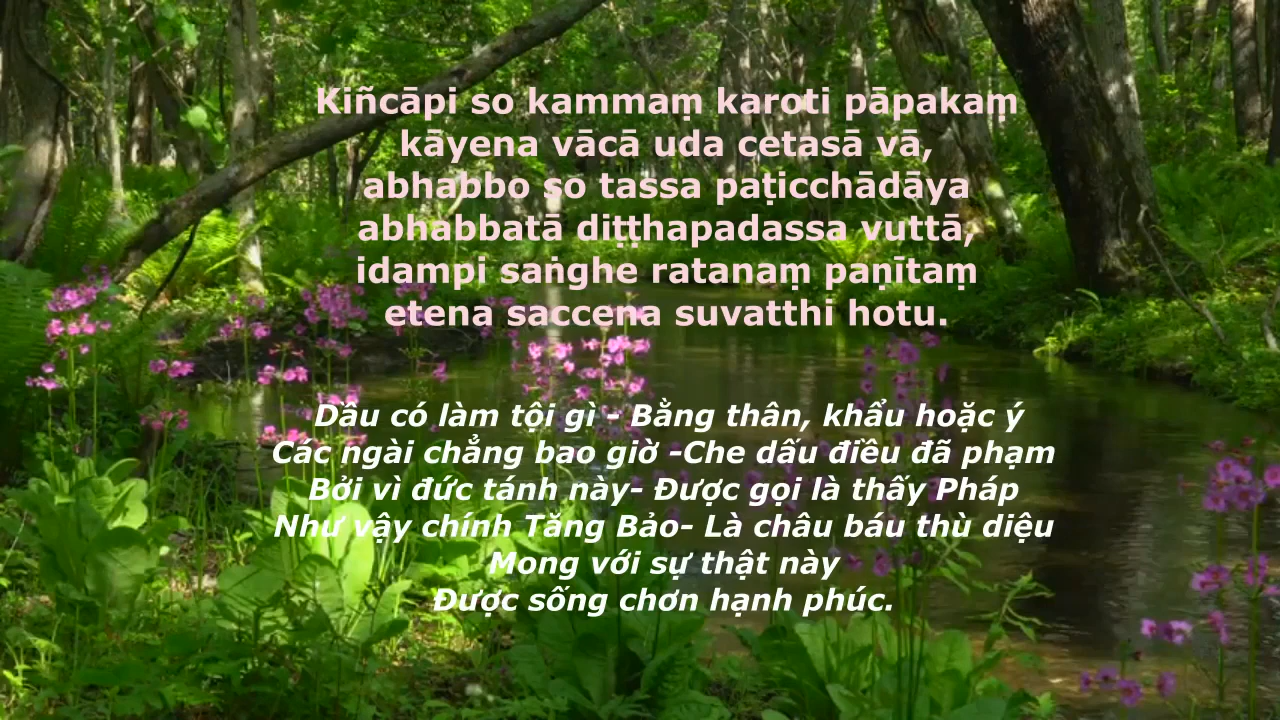 Kiñcāpi so kammaṃ karoti pāpakaṃ
kāyena vācā uda cetasā vā,
abhabbo so tassa paṭicchādāya
abhabbatā diṭṭhapadassa vuttā,
idampi saṅghe ratanaṃ paṇītaṃ
etena saccena suvatthi hotu.
Dầu có làm tội gì - Bằng thân, khẩu hoặc ý
Các ngài chẳng bao giờ -Che dấu điều đã phạm
Bởi vì đức tánh này- Được gọi là thấy Pháp
Như vậy chính Tăng Bảo- Là châu báu thù diệu
Mong với sự thật này
Được sống chơn hạnh phúc.